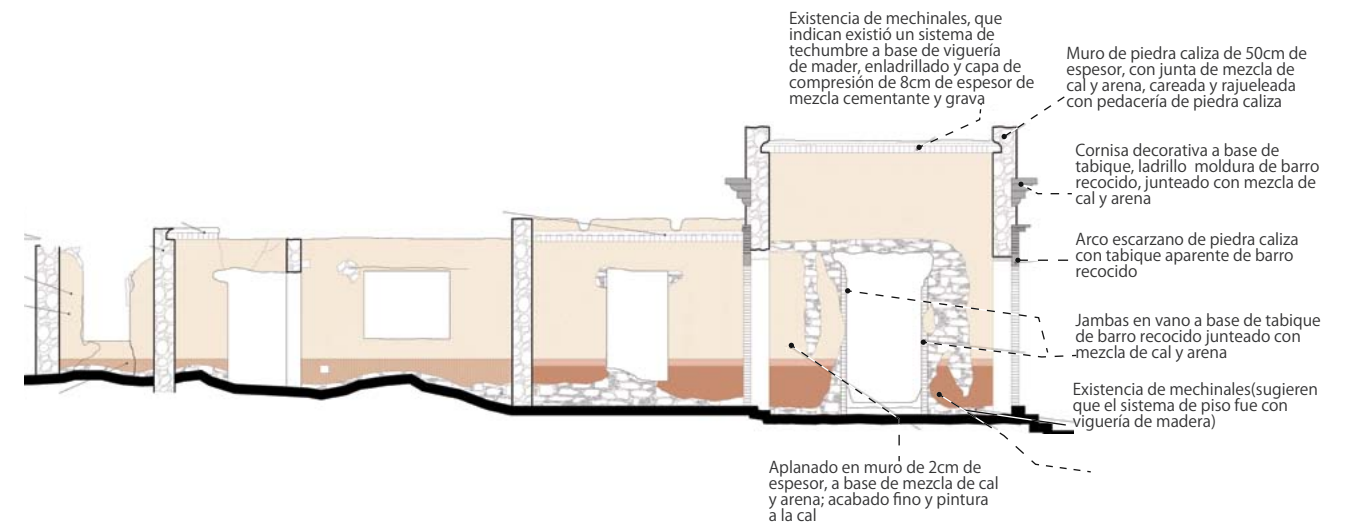 Existencia de mechinales, que
indican existió un sistema de
techumbre a base de viguería
de mader, enladrillado y capa de
compresión de 8cm de espesor de
mezcla cementante y grava
Muro de piedra caliza de 50cm de
espesor, con junta de mezcla de
cal y arena, careada y rajueleada
con pedacería de piedra caliza
Cornisa decorativa a base de
tabique, ladrillo moldura de barro
recocido, junteado con mezcla de
cal y arena
Arco escarzano de piedra caliza
con tabique aparente de barro
recocido
Jambas en vano a base de tabique
de barro recocido junteado con
mezcla de cal y arena
Existencia de mechinales(sugieren
que el sistema de piso fue con
viguería de madera)
Aplanado en muro de 2cm de
espesor, a base de mezcla de cal
y arena; acabado fino y pintura
a la cal